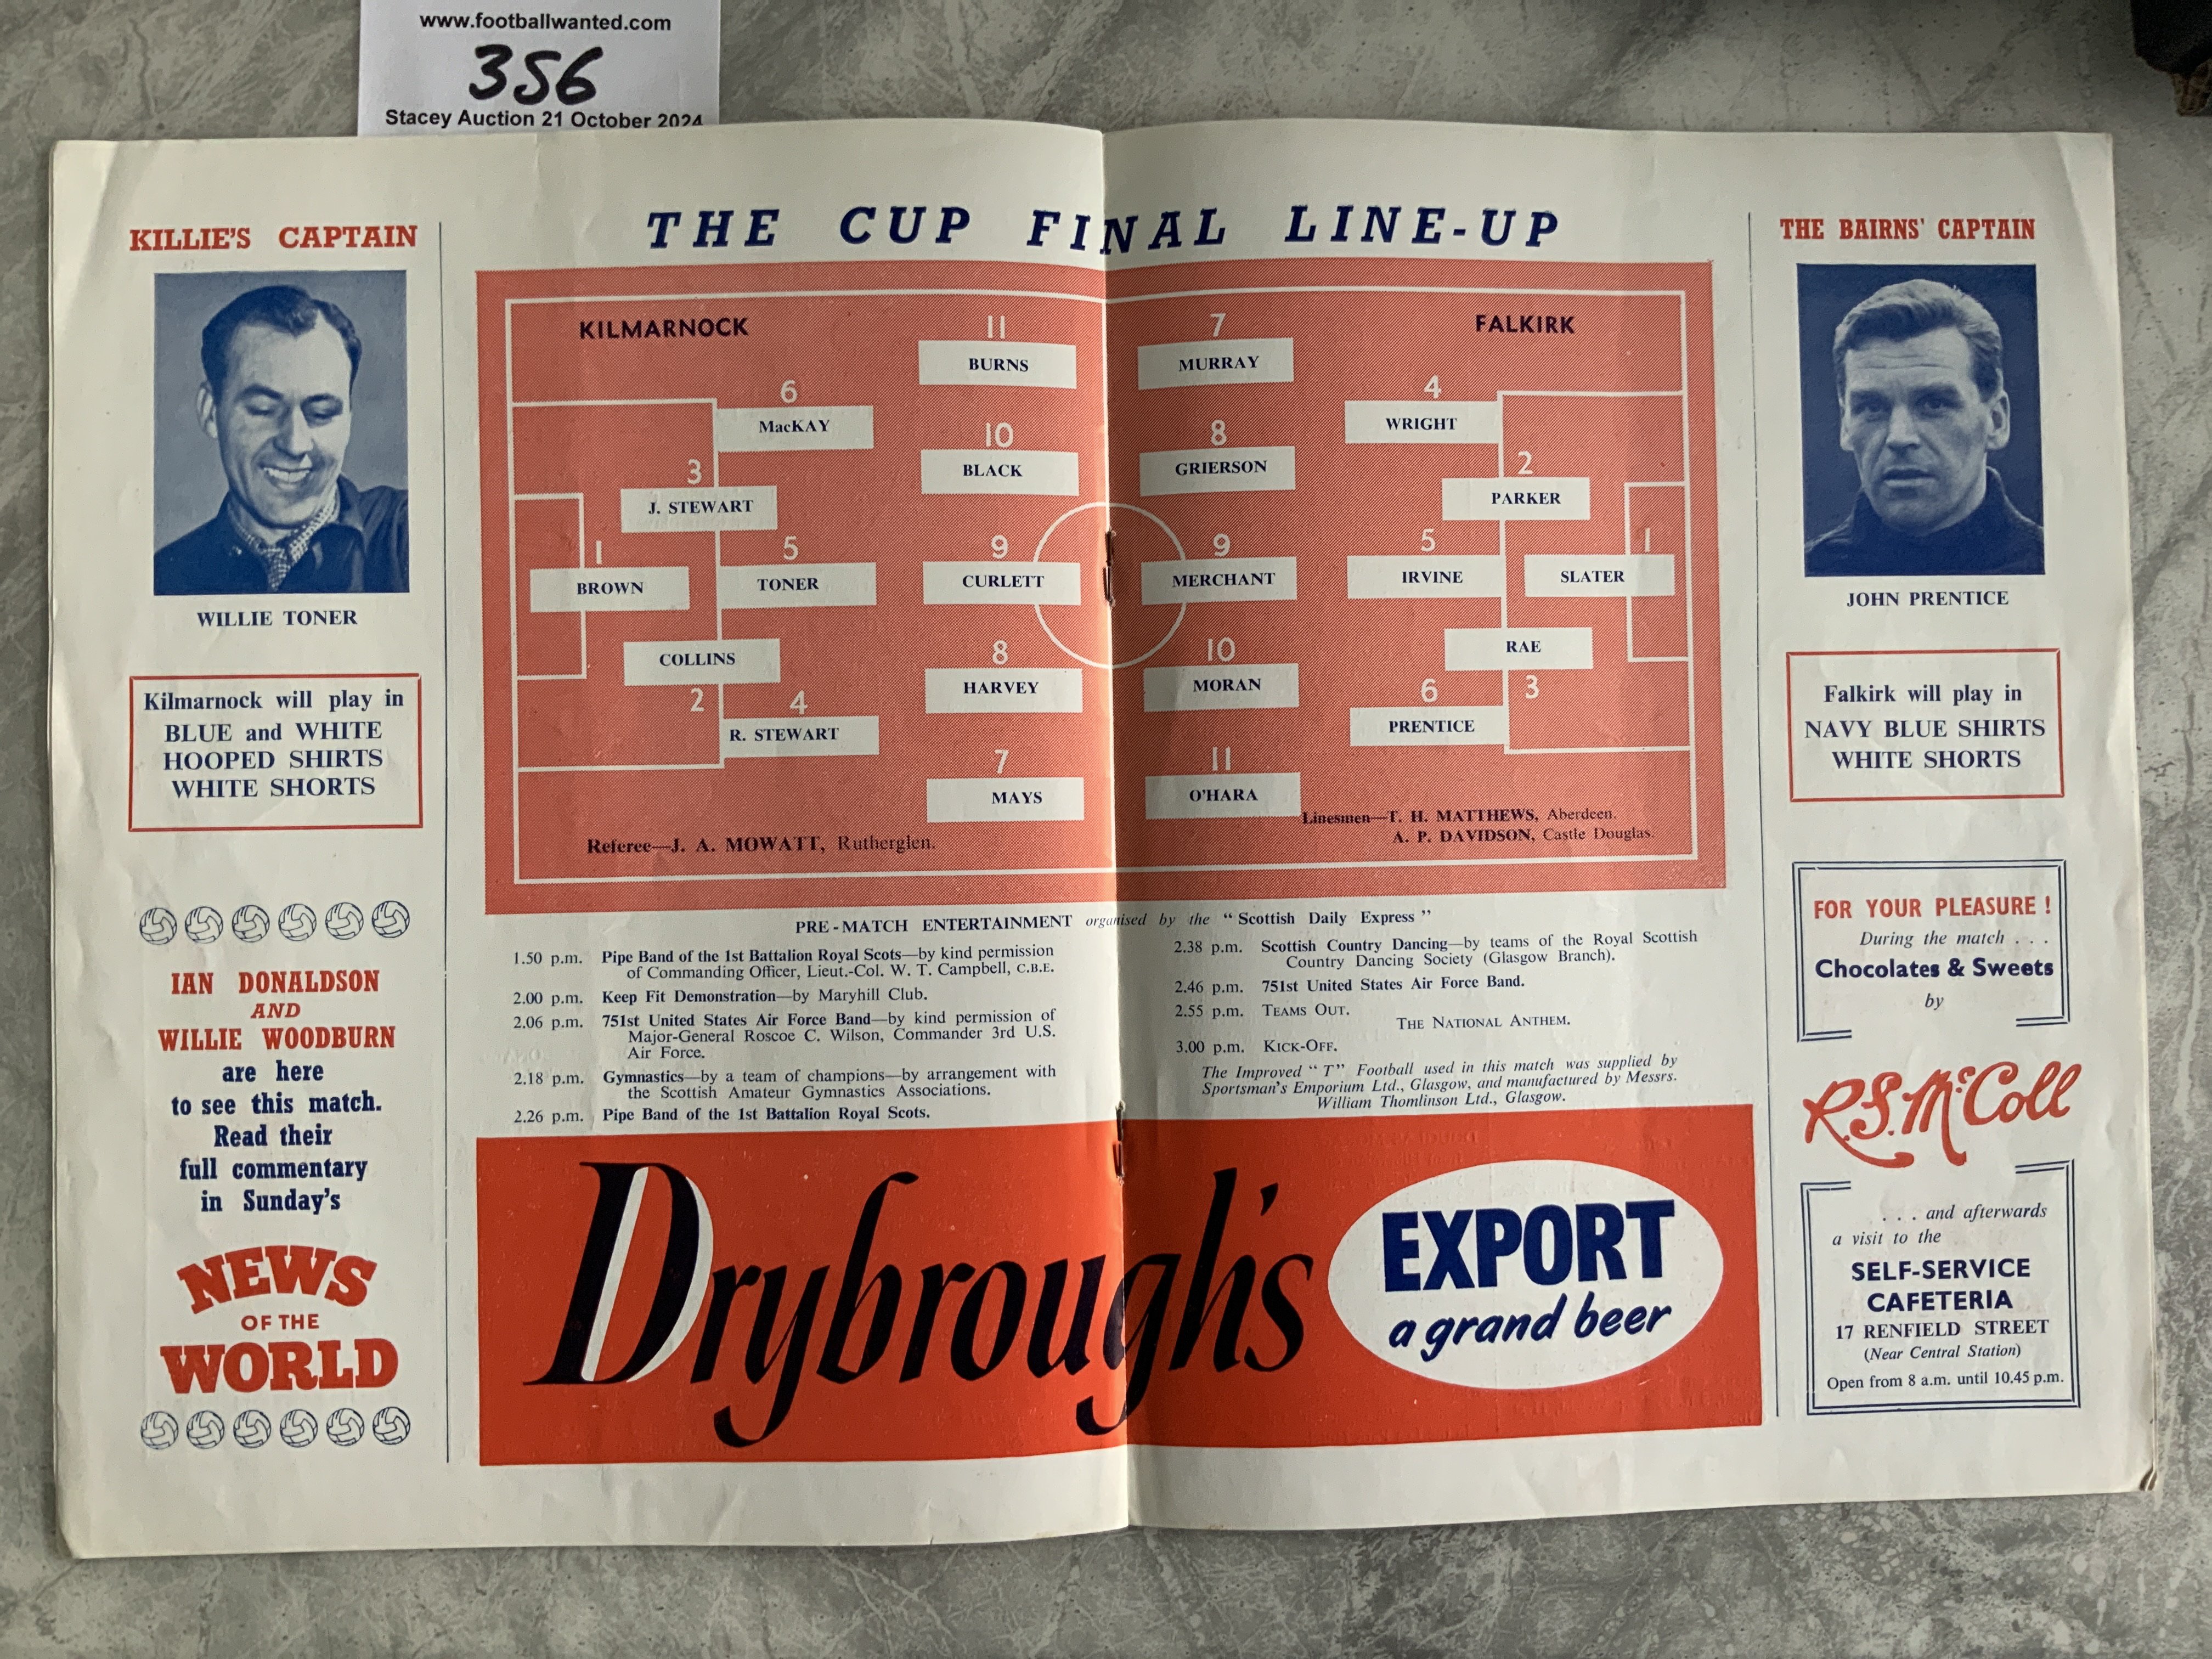 www.footballwanted.com
356
Stacey Auction 21 October 2024
KILLIE'S CAPTAIN
WILLIE TONER
Kilmarnock will play in
BLUE and WHITE
HOOPED SHIRTS
WHITE SHORTS
IAN DONALDSON
AND
WILLIE WOODBURN
are here
to see this match.
Read their
full commentary
in Sunday's
NEWS
OF THE
WORLD
THE CUP FINAL LINE-UP
KILMARNOCK
1
BROWN
3
J. STEWART
COLLINS
2
6
MacKAY
5
TONER
4
R. STEWART
11
BURNS
10
BLACK
9
CURLETT
8
HARVEY
7
MAYS
Referee—J. A. MOWATT, Rutherglen.
FALKIRK
7
MURRAY
8
GRIERSON
9
MERCHANT
10
MORAN
11
O'HARA
4
WRIGHT
5
IRVINE
6
PRENTICE
2
PARKER
RAE
3
1
SLATER
Linesmen—T. H. MATTHEWS, Aberdeen.
A. P. DAVIDSON, Castle Douglas.
PRE-MATCH ENTERTAINMENT organised by the "Scottish Daily Express"
1.50 p.m. Pipe Band of the 1st Battalion Royal Scots—by kind permission
of Commanding Officer, Lieut.-Col. W. T. Campbell, C.B.E.
2.00 p.m. Keep Fit Demonstration—by Maryhill Club.
2.06 p.m. 751st United States Air Force Band—by kind permission of
Major-General Roscoe C. Wilson, Commander 3rd U.S.
Air Force.
2.18 p.m. Gymnastics—by a team of champions—by arrangement with
the Scottish Amateur Gymnastics Associations.
2.26 p.m. Pipe Band of the 1st Battalion Royal Scots.
2.38 p.m. Scottish Country Dancing—by teams of the Royal Scottish
Country Dancing Society (Glasgow Branch).
2.46 p.m. 751st United States Air Force Band.
2.55 p.m. TEAMS OUT.
THE NATIONAL ANTHEM.
3.00 p.m. KICK-OFF.
The Improved "T" Football used in this match was supplied by
Sportsman's Emporium Ltd., Glasgow, and manufactured by Messrs.
William Thomlinson Ltd., Glasgow.
Drybrough's
EXPORT
a grand beer
THE BAIRNS' CAPTAIN
JOHN PRENTICE
Falkirk will play in
NAVY BLUE SHIRTS
WHITE SHORTS
FOR YOUR PLEASURE !
During the match . . .
Chocolates & Sweets
by
R.S. McColl
. . . and afterwards
a visit to the
SELF-SERVICE
CAFETERIA
17 RENFIELD STREET
(Near Central Station)
Open from 8 a.m. until 10.45 p.m.